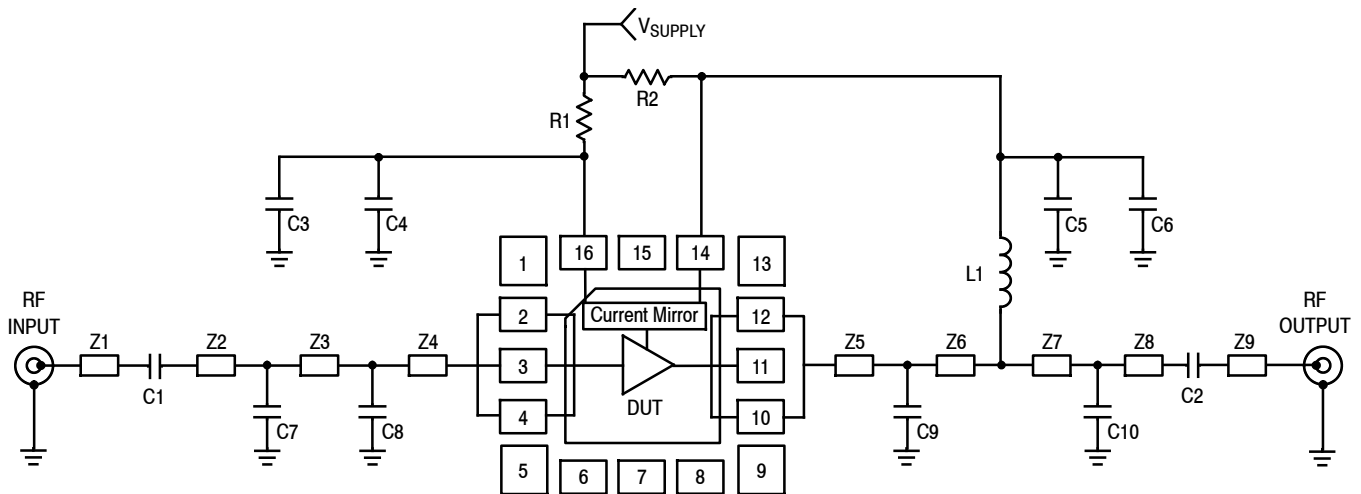 VSUPPLY
R2
R1
C3
C4
C5
C6
1
16
15
14
13
L1
RF
INPUT
RF
OUTPUT
2
Current Mirror
12
Z1
Z2
Z3
Z4
3
11
Z5
Z6
Z7
Z8
Z9
C1
C2
4
DUT
10
C7
C8
C9
C10
5
6
7
8
9